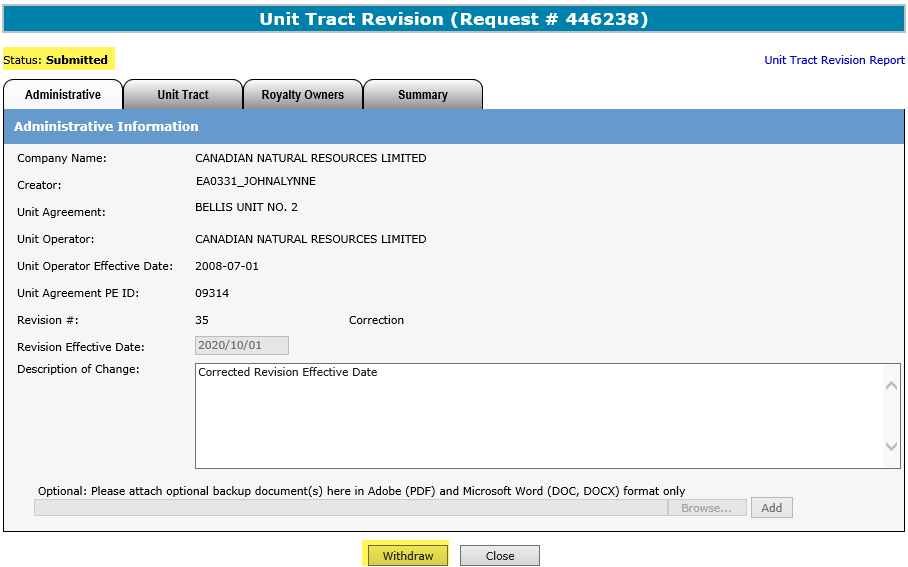 Unit Tract Revision (Request # 446238)
Status: Submitted
Unit Tract Revision Report
Administrative
Unit Tract
Royalty Owners
Summary
Administrative Information
Company Name: CANADIAN NATURAL RESOURCES LIMITED
Creator: EA0331_JOHNALYNNE
Unit Agreement: BELLIS UNIT NO. 2
Unit Operator: CANADIAN NATURAL RESOURCES LIMITED
Unit Operator Effective Date: 2008-07-01
Unit Agreement PE ID: 09314
Revision #: 35 Correction
Revision Effective Date: 2020/10/01
Description of Change: Corrected Revision Effective Date
Optional: Please attach optional backup document(s) here in Adobe (PDF) and Microsoft Word (DOC, DOCX) format only
Browse... Add
Withdraw Close